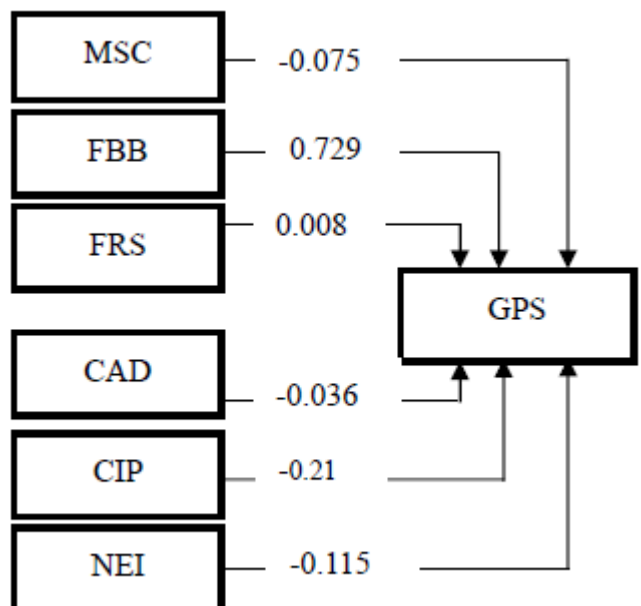 MSC
-0.075
FBB
0.729
FRS
0.008
GPS
CAD
-0.036
CIP
-0.21
NEI
-0.115